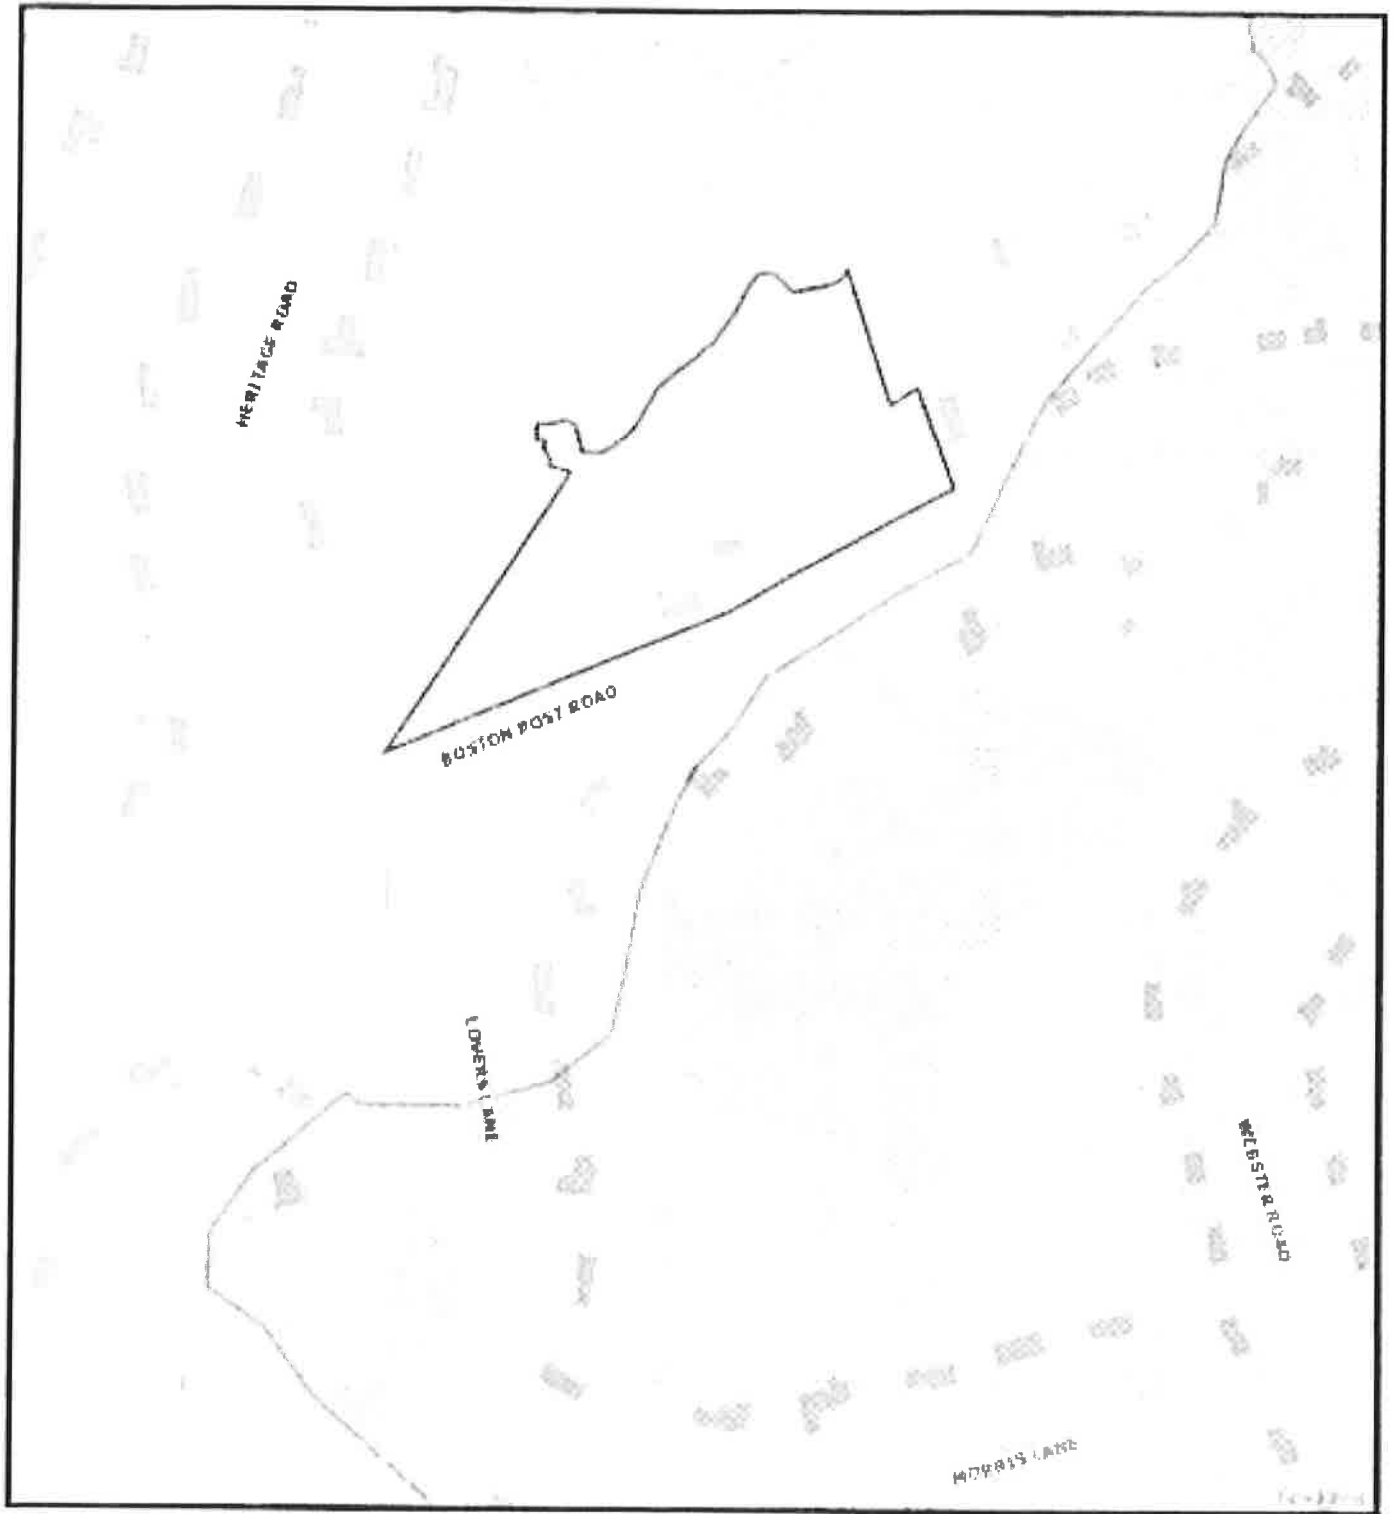 HERITAGE ROAD
BOSTON POST ROAD
LOVERS LANE
WEBSTER ROAD
MORRIS LANE